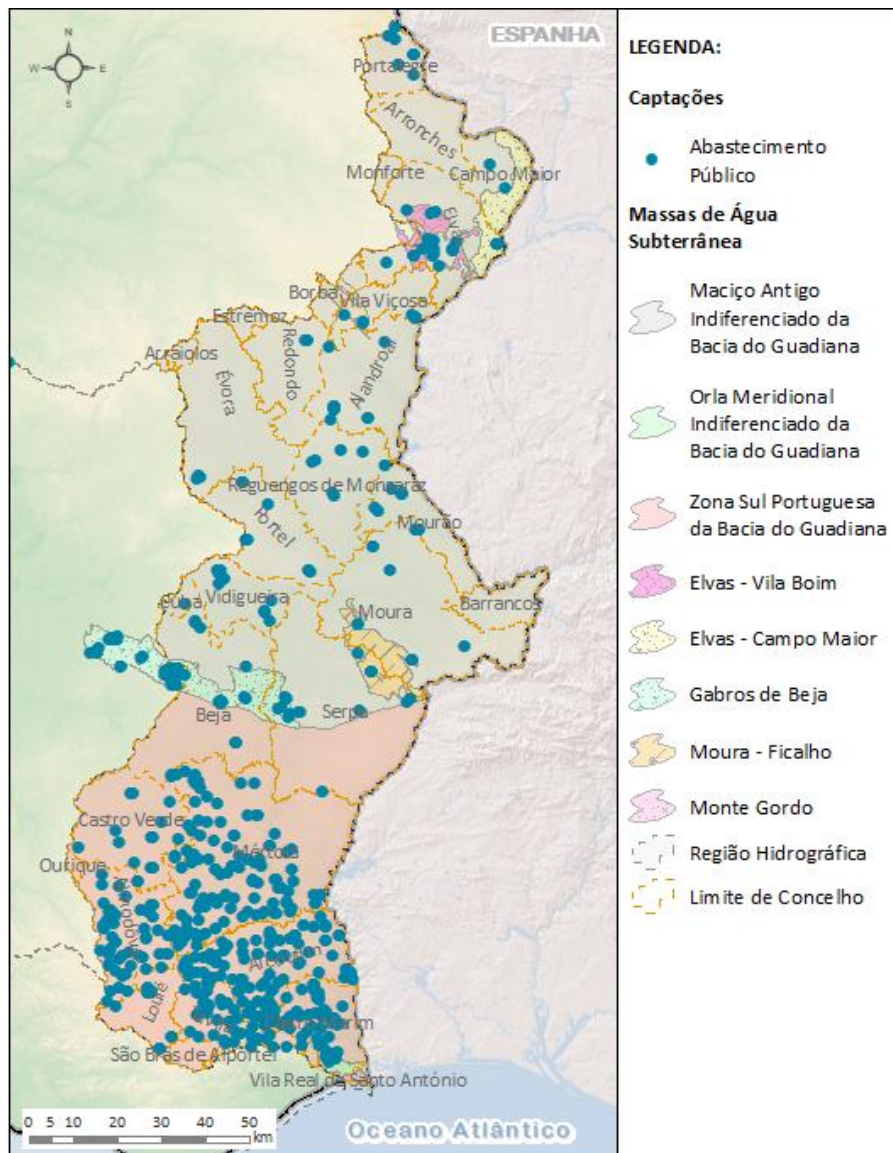 N
W
E
S
ESPANHA
Portalegre
Arronches
Monforte
Campo Maior
Borba
Vila Viçosa
Estremoz
Arraiolos
Redondo
Évora
Alandroal
Reguengos de Monsaraz
Portel
Mourão
Cuba
Vidigueira
Moura
Barrancos
Beja
Serpa
Castro Verde
Mértola
Ourique
Loulé
São Brás de Alportel
Vila Real de Santo António
0 5 10 20 30 40 50
km
Oceano Atlântico
LEGENDA:
Captações
Abastecimento
Público
Massas de Água
Subterrânea
Maciço Antigo
Indiferenciado da
Bacia do Guadiana
Orla Meridional
Indiferenciado da
Bacia do Guadiana
Zona Sul Portuguesa
da Bacia do Guadiana
Elvas - Vila Boim
Elvas - Campo Maior
Gabros de Beja
Moura - Ficalho
Monte Gordo
Região Hidrográfica
Limite de Concelho